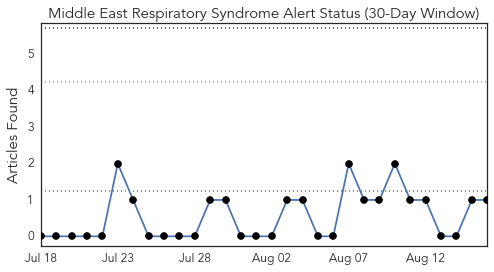 Middle East Respiratory Syndrome Alert Status (30-Day Window)
Articles Found
5
4
3
2
1
0
Jul 18 Jul 23 Jul 28 Aug 02 Aug 07 Aug 12